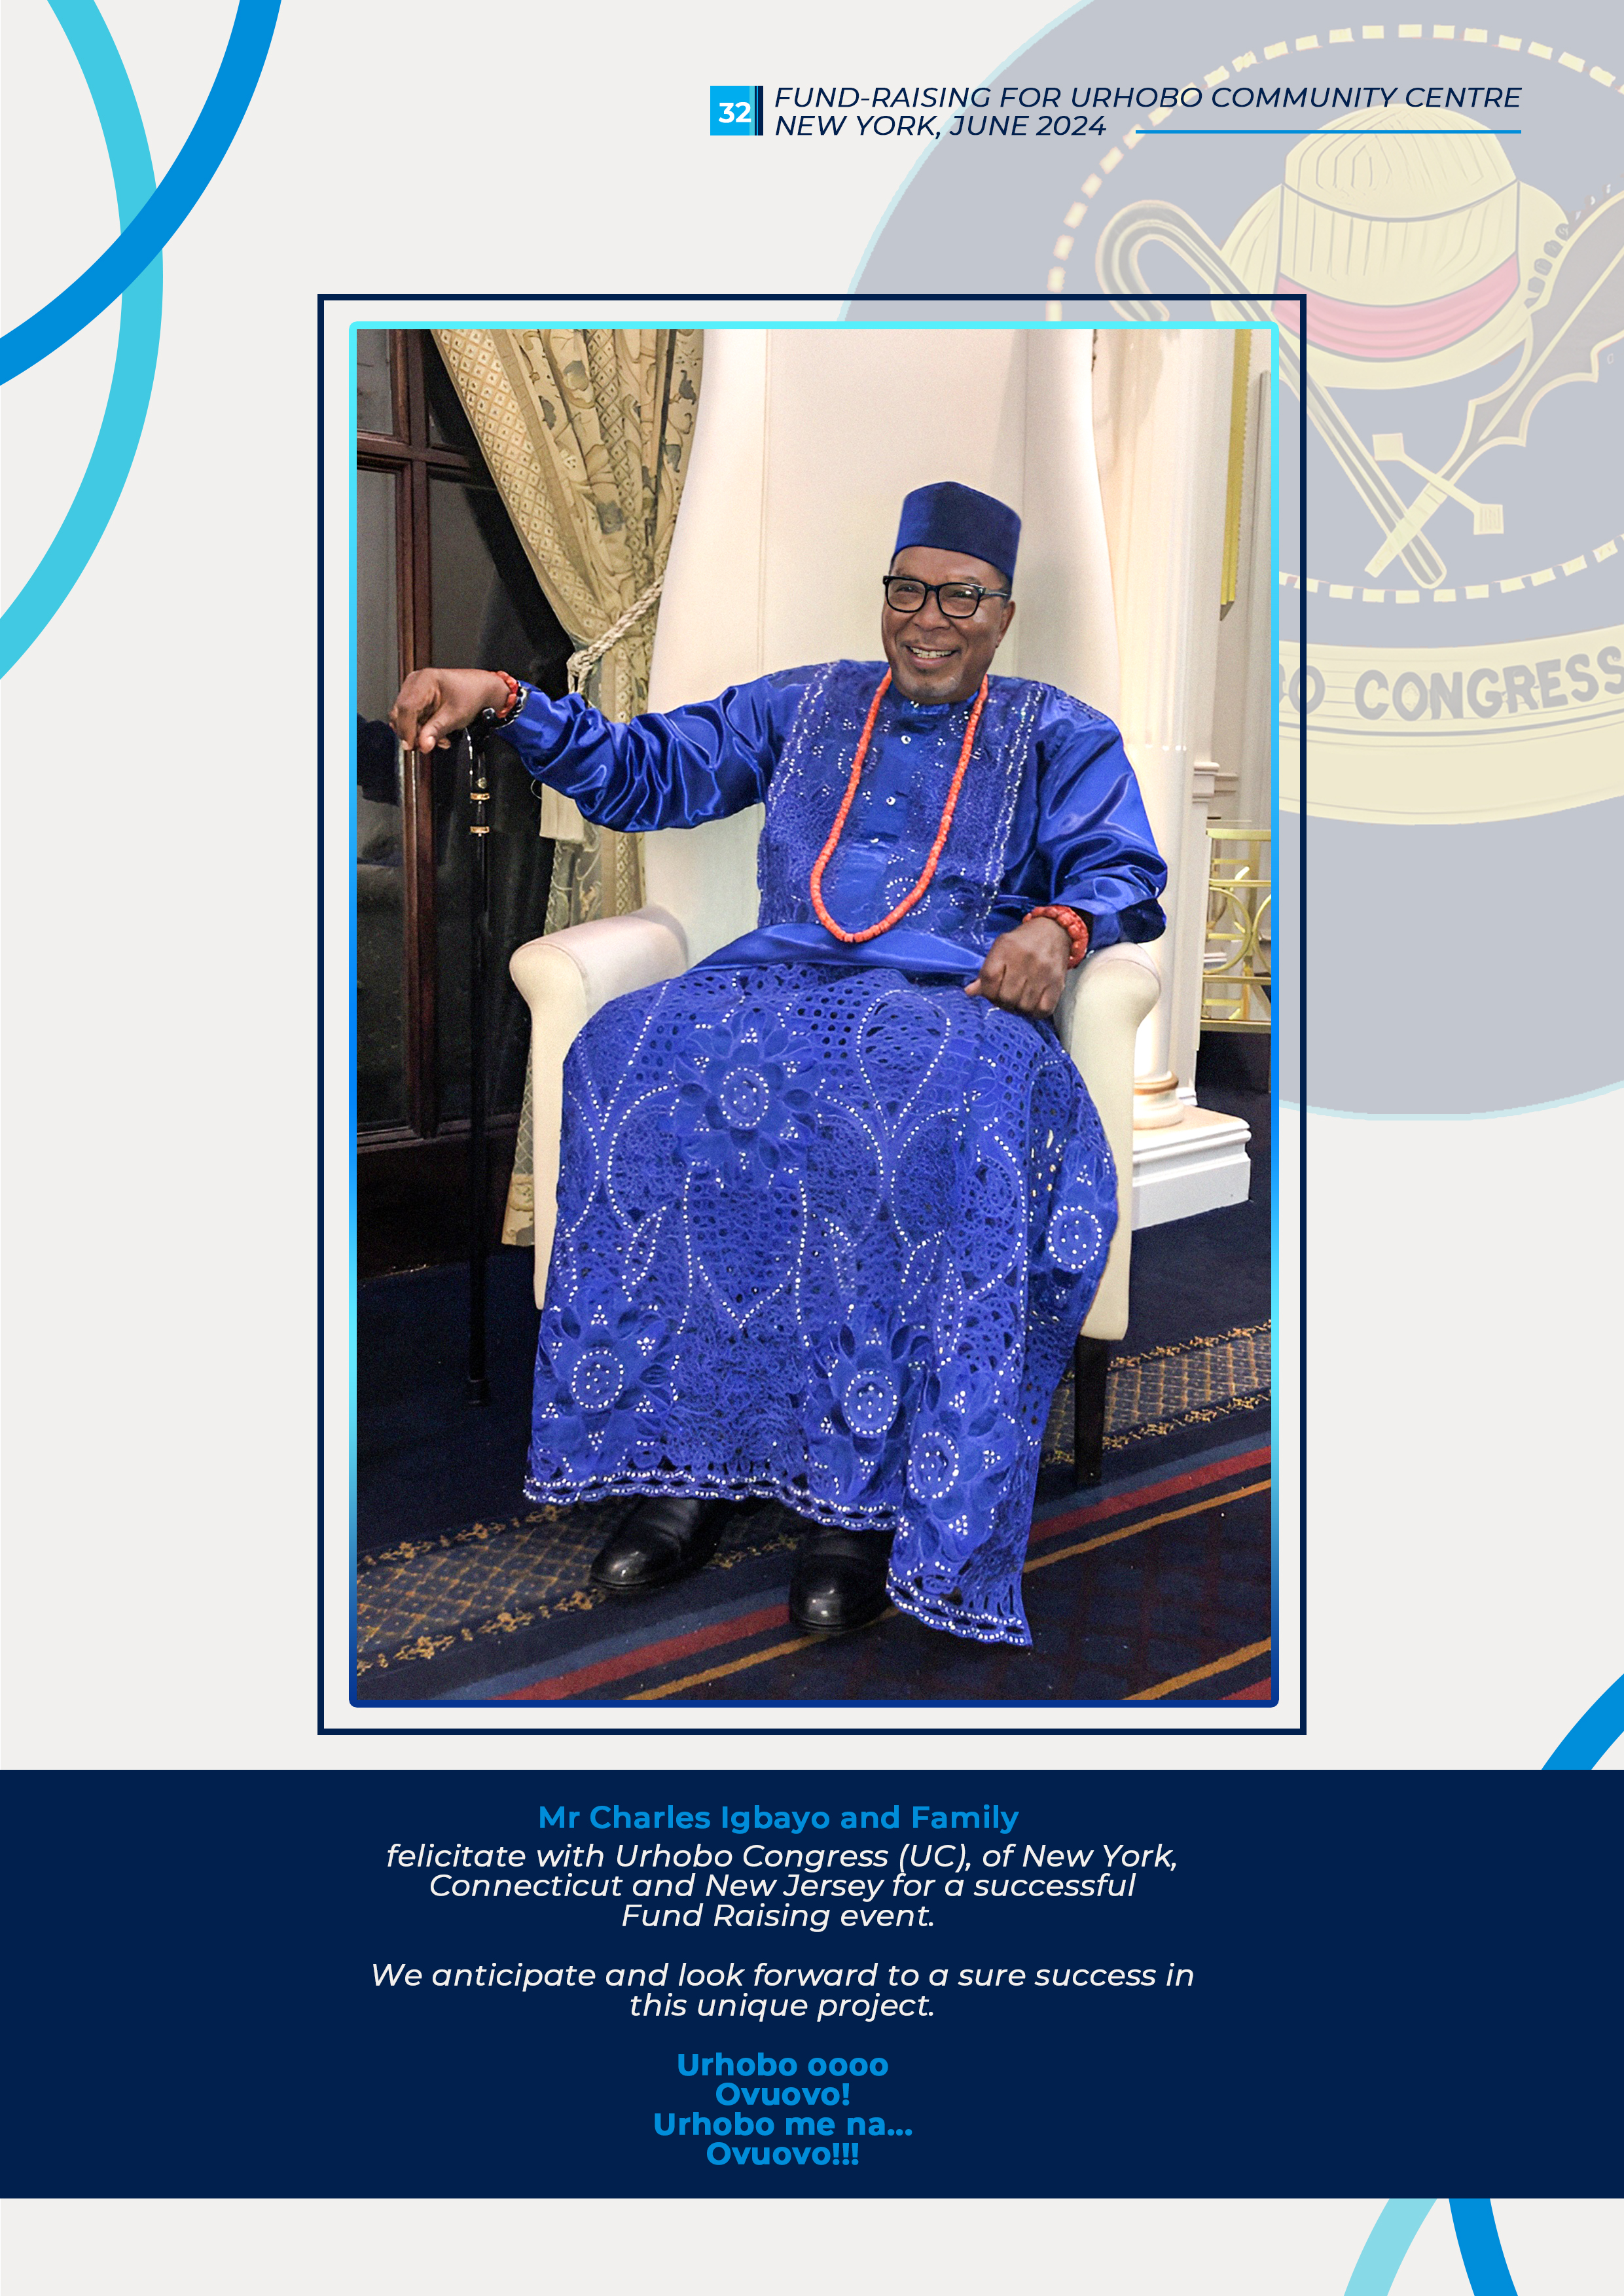 32
FUND-RAISING FOR URHOBO COMMUNITY CENTRE
NEW YORK, JUNE 2024
CONGRESS
Mr Charles Igbayo and Family
felicitate with Urhobo Congress (UC), of New York,
Connecticut and New Jersey for a successful
Fund Raising event.
We anticipate and look forward to a sure success in
this unique project.
Urhobo oooo
Ovuovo!
Urhobo me na...
Ovuovo!!!